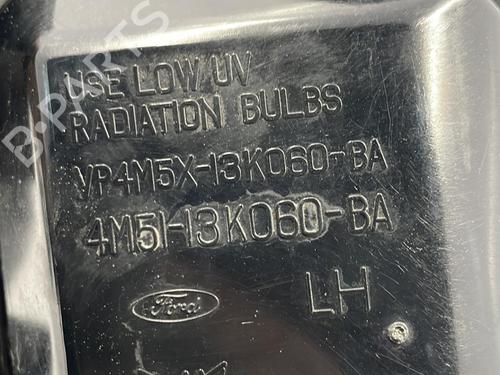 USE LOW UV
RADIATION BULBS
VP4M5X-13K060-BA
4M51-13K060-BA
Ford
LH
B-PARTS